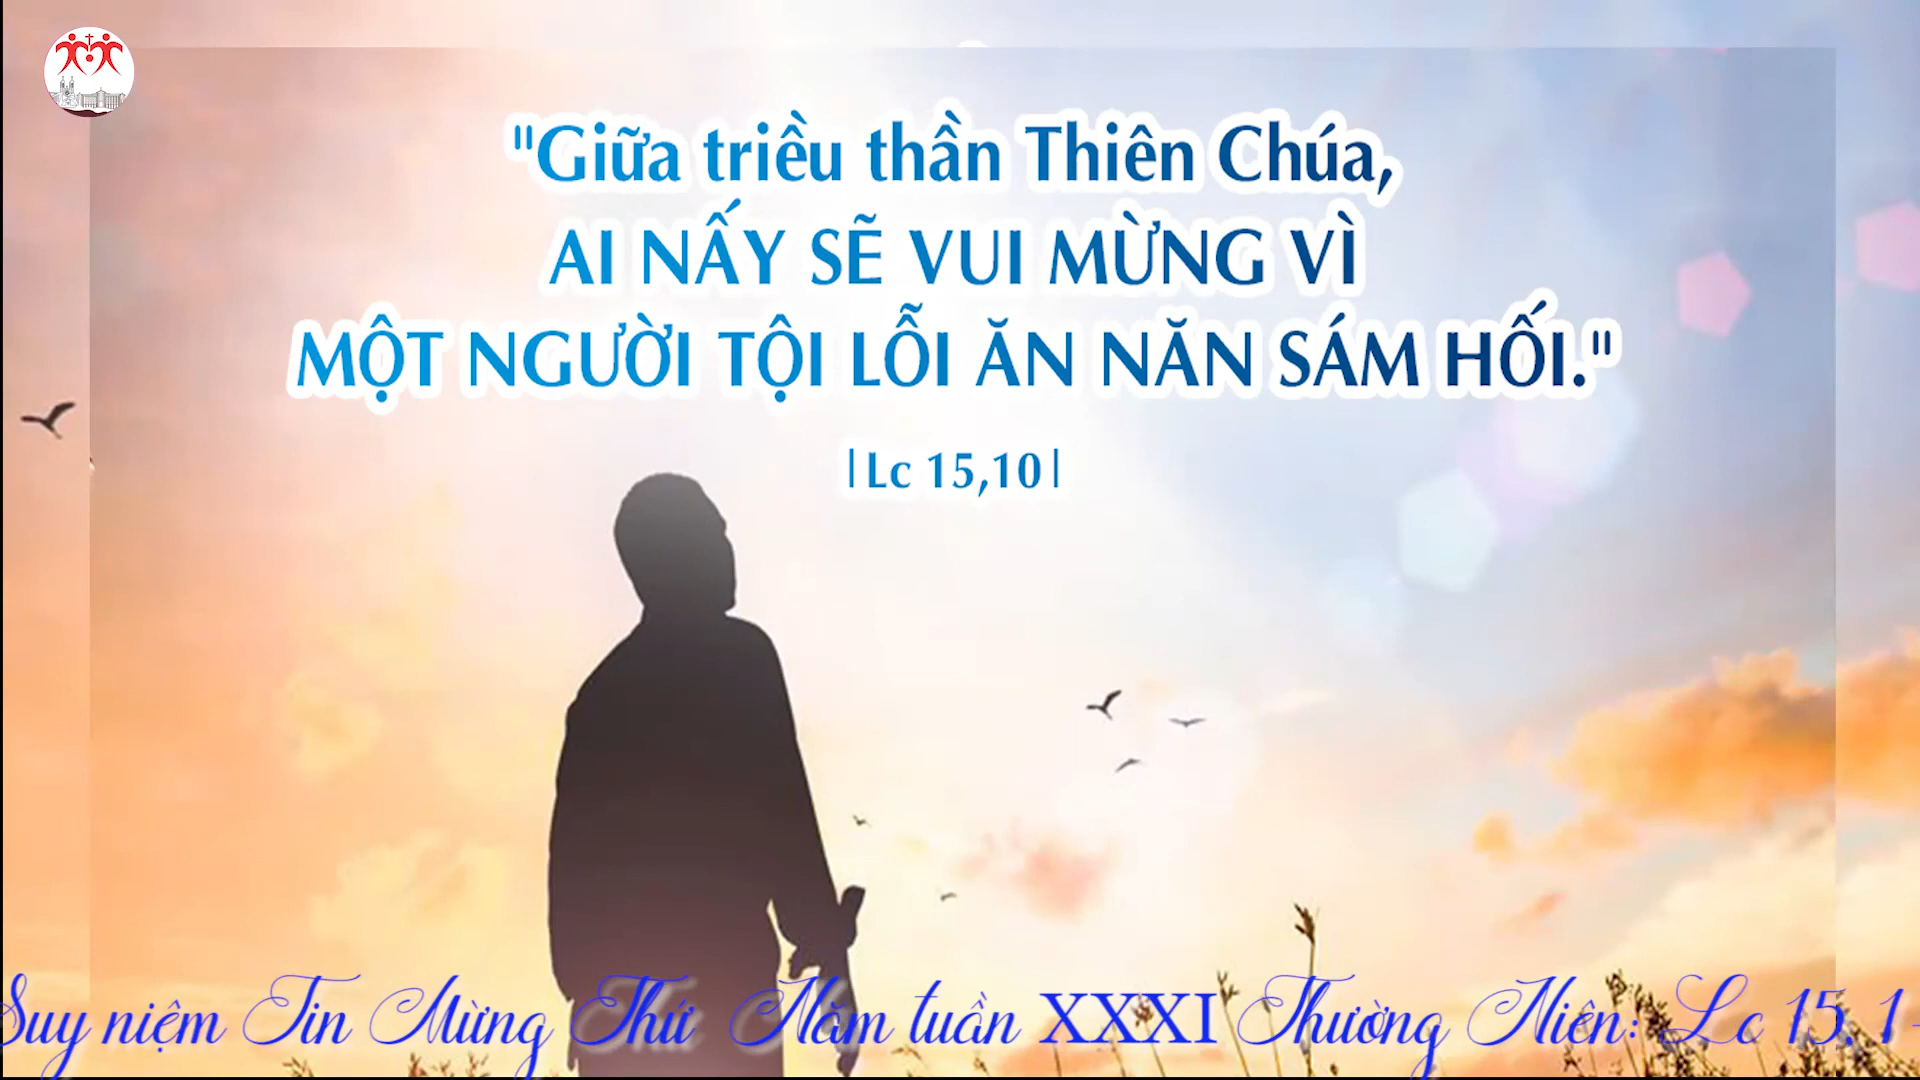 "Giữa triều thần Thiên Chúa,
AI NẤY SẼ VUI MỪNG VÌ
MỘT NGƯỜI TỘI LỖI ĂN NĂN SÁM HỐI."
|Lc 15,10|
Suy niệm Tin Mừng Thứ Năm tuần XXXI Thường Niên: Lc 15, 1-